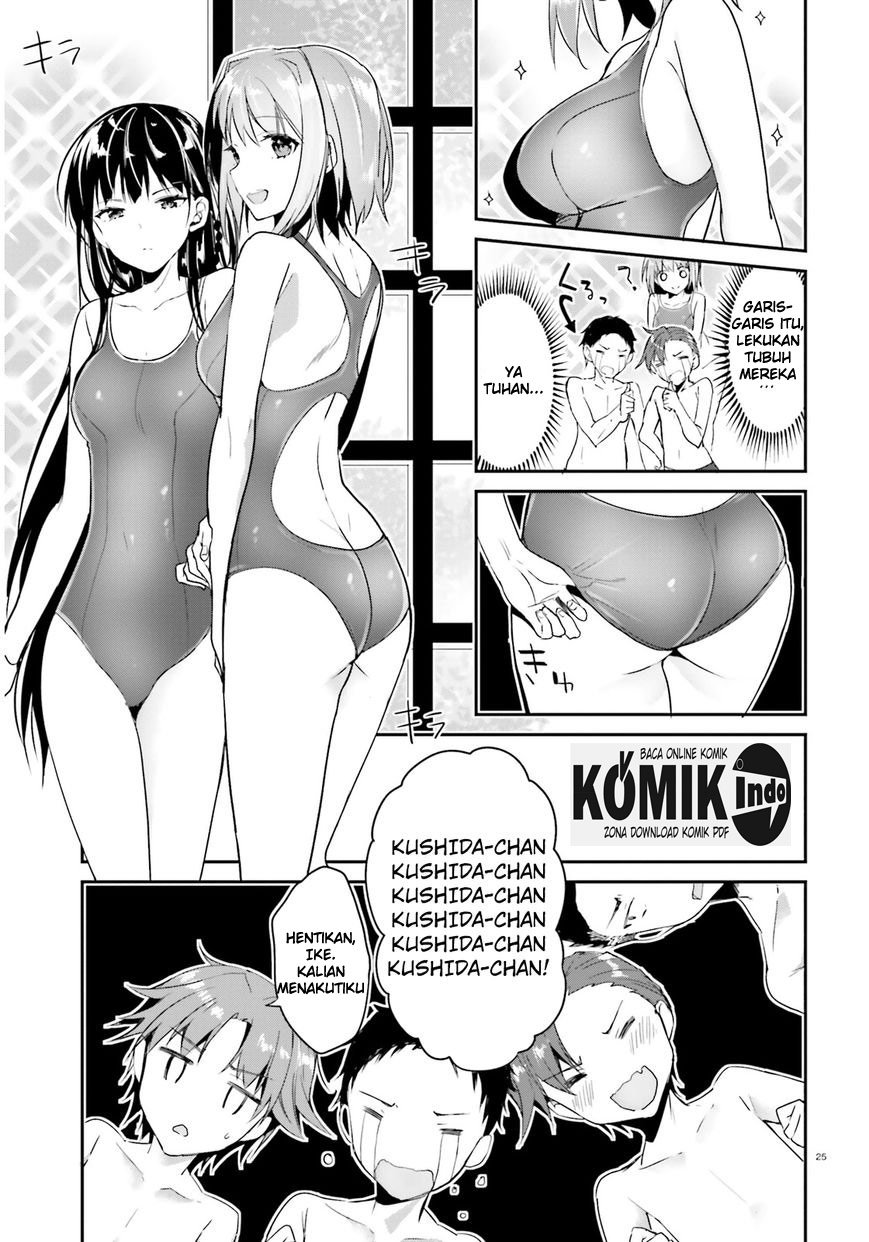 キラ
GARIS-
GARIS ITU,
LEKUKAN
TUBUH
MEREKA
...
?
くるっ
YA
TUHAN...
キラ
キュ
キラ
BACA ONLINE KOMIK
KOMIK Indo
ZONA DOWNLOAD KOMIK PDF
KUSHIDA-CHAN
KUSHIDA-CHAN
KUSHIDA-CHAN
KUSHIDA-CHAN
KUSHIDA-CHAN
KUSHIDA-CHAN!
HENTIKAN,
IKE.
KALIAN
MENAKUTIKU
25